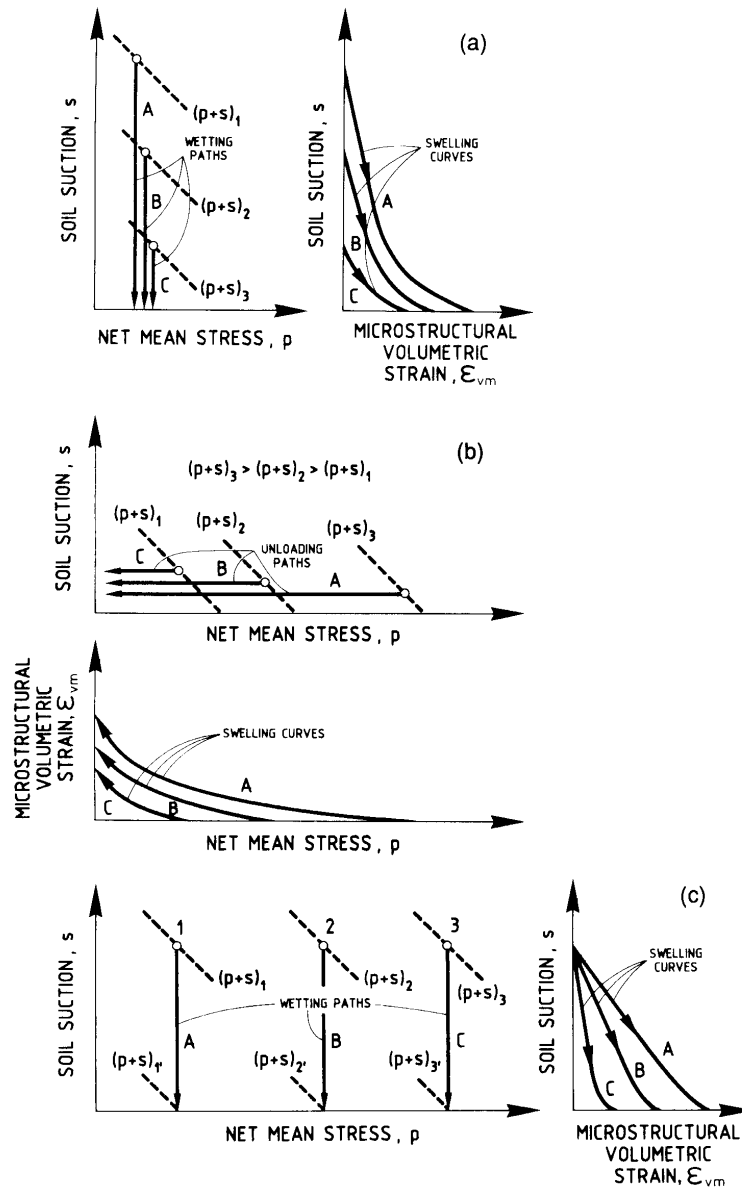 (a)
SOIL SUCTION, s
A
(p+s)₁
WETTING
PATHS
B
(p+s)₂
C
(p+s)₃
NET MEAN STRESS, p
SOIL SUCTION, s
SWELLING
CURVES
A
B
C
MICROSTRUCTURAL
VOLUMETRIC
STRAIN, Ɛvm
(b)
SOIL SUCTION, s
(p+s)₃ > (p+s)₂ > (p+s)₁
(p+s)₁
(p+s)₂
(p+s)₃
UNLOADING
PATHS
C
B
A
NET MEAN STRESS, p
MICROSTRUCTURAL
VOLUMETRIC
STRAIN, Ɛvm
SWELLING CURVES
A
B
C
NET MEAN STRESS, p
(c)
SOIL SUCTION, s
1
2
3
(p+s)₁
(p+s)₂
(p+s)₃
WETTING PATHS
A
B
C
(p+s)₁'
(p+s)₂'
(p+s)₃'
NET MEAN STRESS, p
SOIL SUCTION, s
SWELLING
CURVES
A
B
C
MICROSTRUCTURAL
VOLUMETRIC
STRAIN, Ɛvm